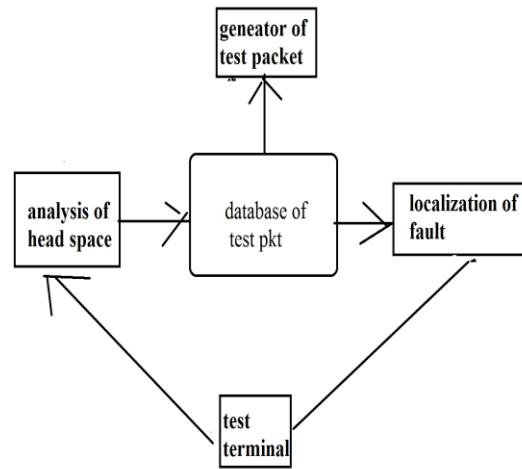 geneator of
test packet
analysis of
head space
database of
test pkt
localization of
fault
test
terminal